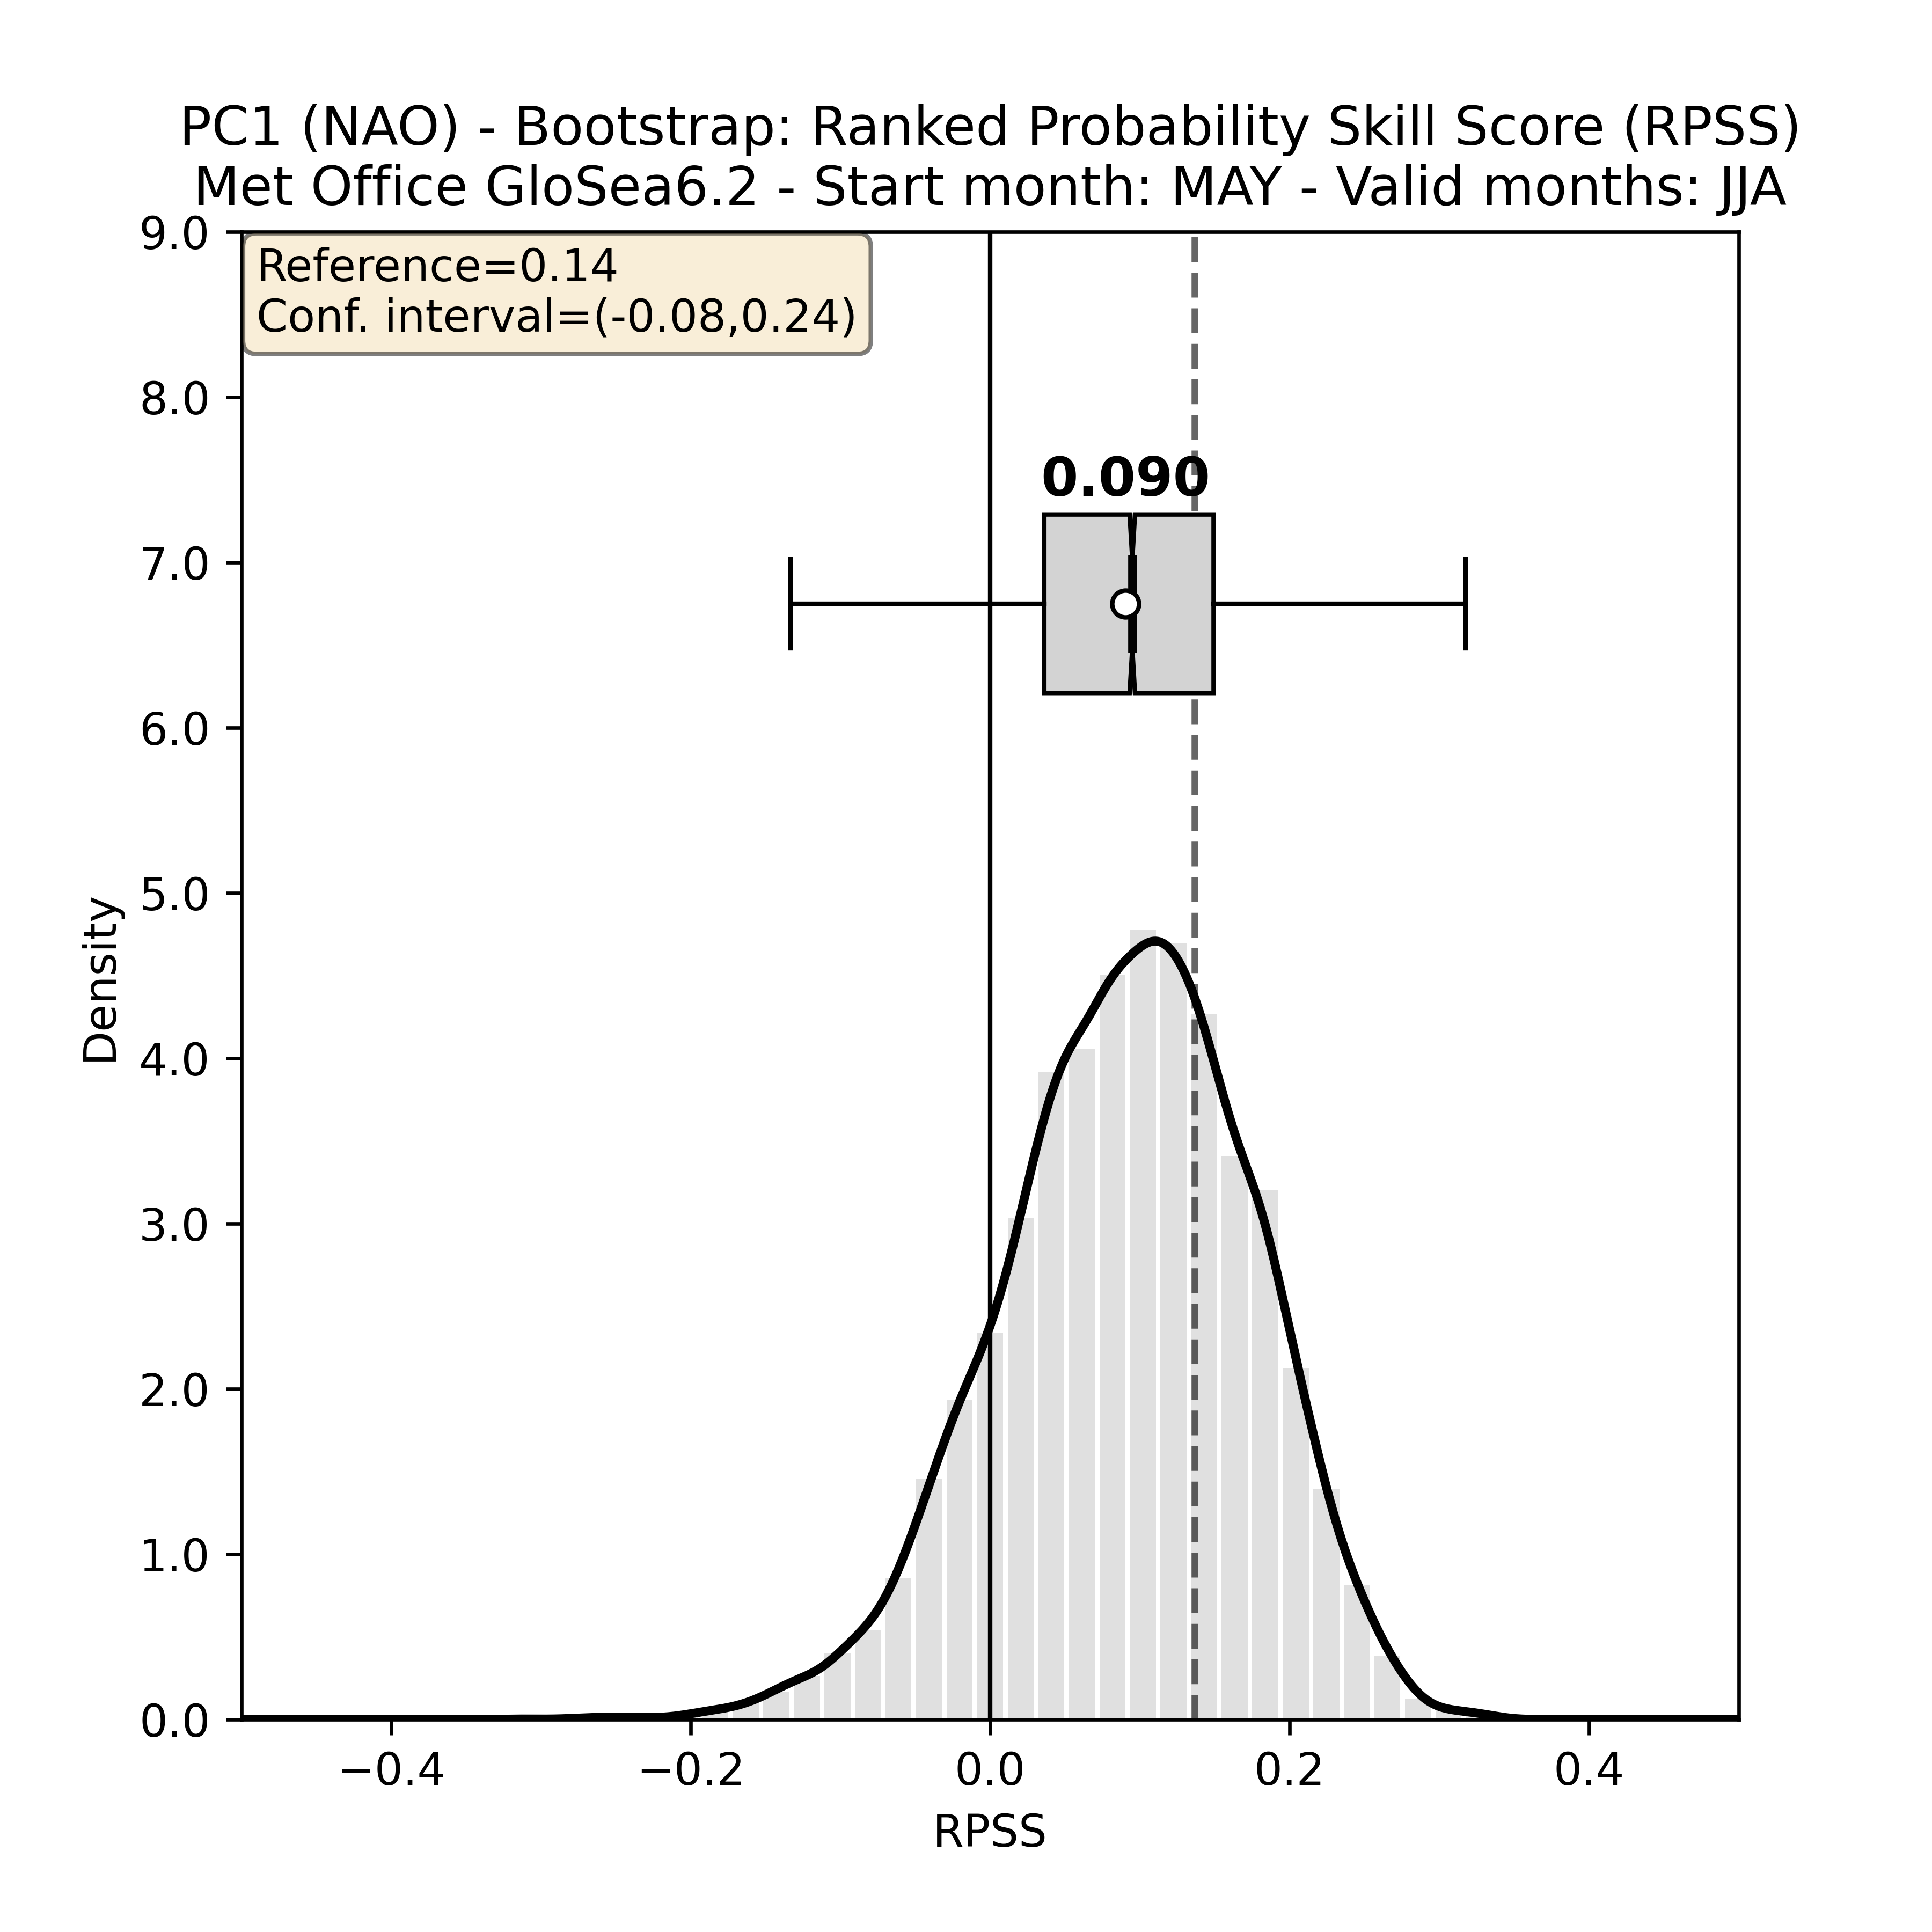 PC1 (NAO) - Bootstrap: Ranked Probability Skill Score (RPSS)
Met Office GloSea6.2 - Start month: MAY - Valid months: JJA
Reference=0.14
Conf. interval=(-0.08,0.24)
0.090
9.0
8.0
7.0
6.0
5.0
4.0
3.0
2.0
1.0
0.0
Density
−0.4
−0.2
0.0
0.2
0.4
RPSS